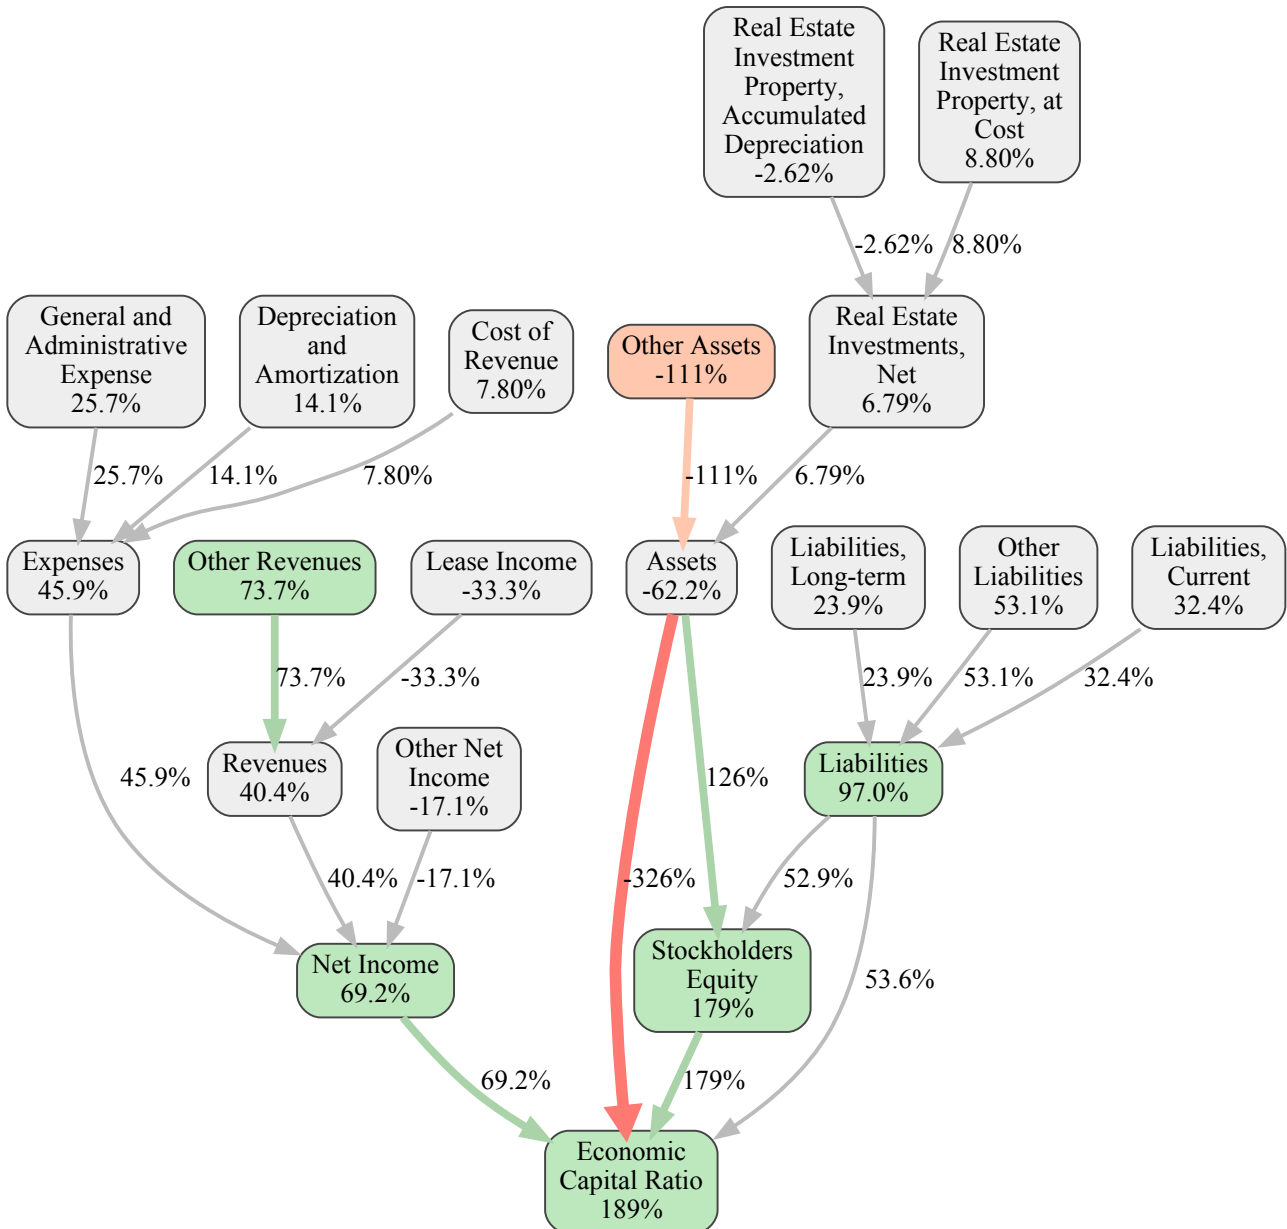 Real Estate
Investment
Property,
Accumulated
Depreciation
-2.62%
Real Estate
Investment
Property, at
Cost
8.80%
-2.62%
8.80%
General and
Administrative
Expense
25.7%
Depreciation
and
Amortization
14.1%
Cost of
Revenue
7.80%
Other Assets
-111%
Real Estate
Investments,
Net
6.79%
25.7%
14.1%
7.80%
-111%
6.79%
Expenses
45.9%
Other Revenues
73.7%
Lease Income
-33.3%
Assets
-62.2%
Liabilities,
Long-term
23.9%
Other
Liabilities
53.1%
Liabilities,
Current
32.4%
73.7%
-33.3%
23.9%
53.1%
32.4%
45.9%
Revenues
40.4%
Other Net
Income
-17.1%
126%
Liabilities
97.0%
40.4%
-17.1%
-326%
52.9%
Net Income
69.2%
Stockholders
Equity
179%
53.6%
69.2%
179%
Economic
Capital Ratio
189%